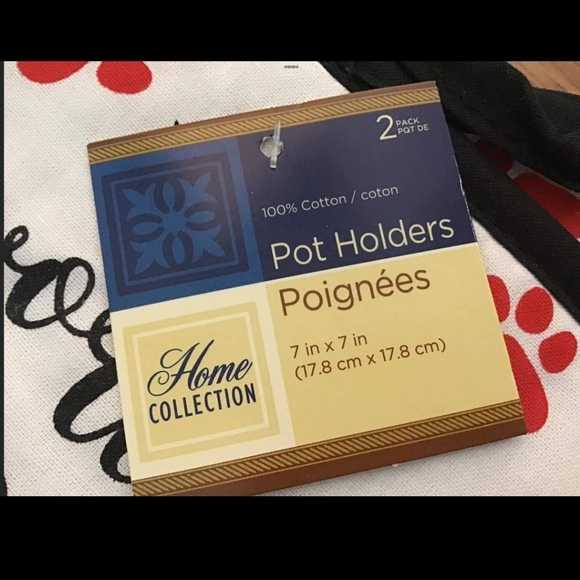 2 PACK
PQT DE
100% Cotton / coton
Pot Holders
Poignées
7 in x 7 in
(17.8 cm x 17.8 cm)
Home
COLLECTION